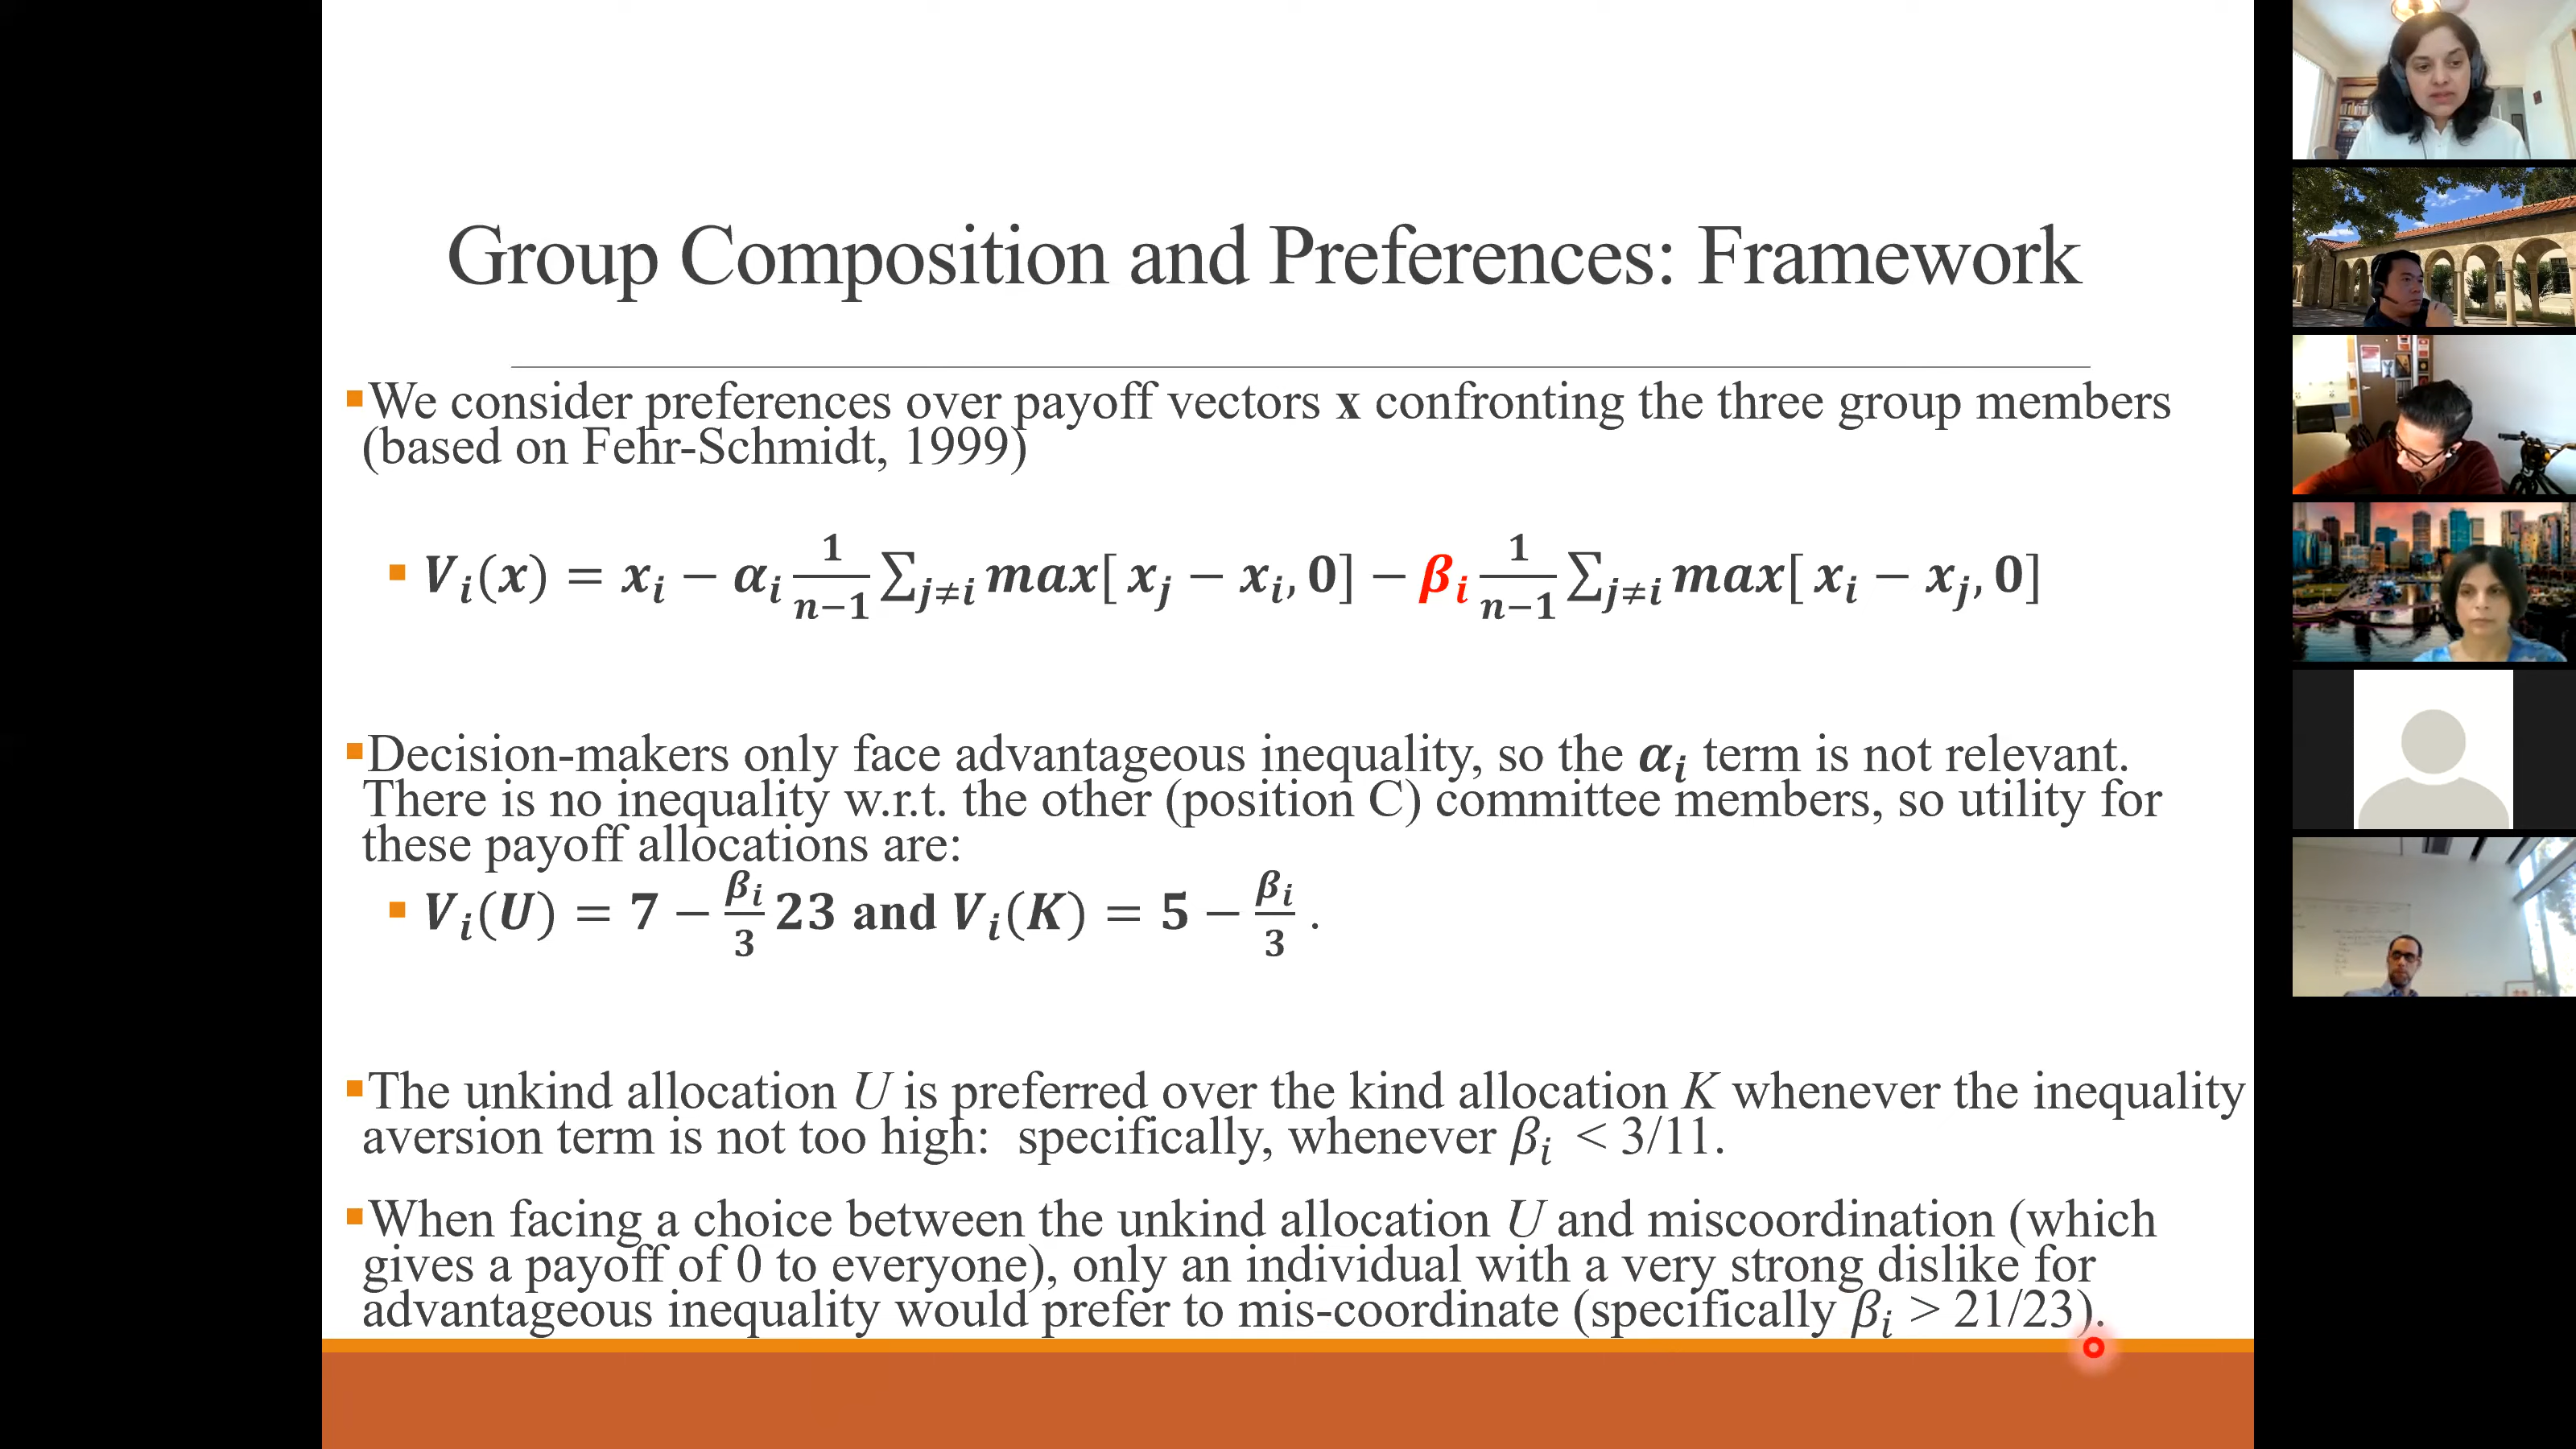 Group Composition and Preferences: Framework
We consider preferences over payoff vectors x confronting the three group members
(based on Fehr-Schmidt, 1999)
V_i(x) = x_i − α_i 1/(n−1) Σ_{j≠i} max[ x_j − x_i, 0] − β_i 1/(n−1) Σ_{j≠i} max[ x_i − x_j, 0]
Decision-makers only face advantageous inequality, so the α_i term is not relevant.
There is no inequality w.r.t. the other (position C) committee members, so utility for
these payoff allocations are:
V_i(U) = 7 − β_i/3 23 and V_i(K) = 5 − β_i/3 .
The unkind allocation U is preferred over the kind allocation K whenever the inequality
aversion term is not too high: specifically, whenever β_i < 3/11.
When facing a choice between the unkind allocation U and miscoordination (which
gives a payoff of 0 to everyone), only an individual with a very strong dislike for
advantageous inequality would prefer to mis-coordinate (specifically β_i > 21/23).